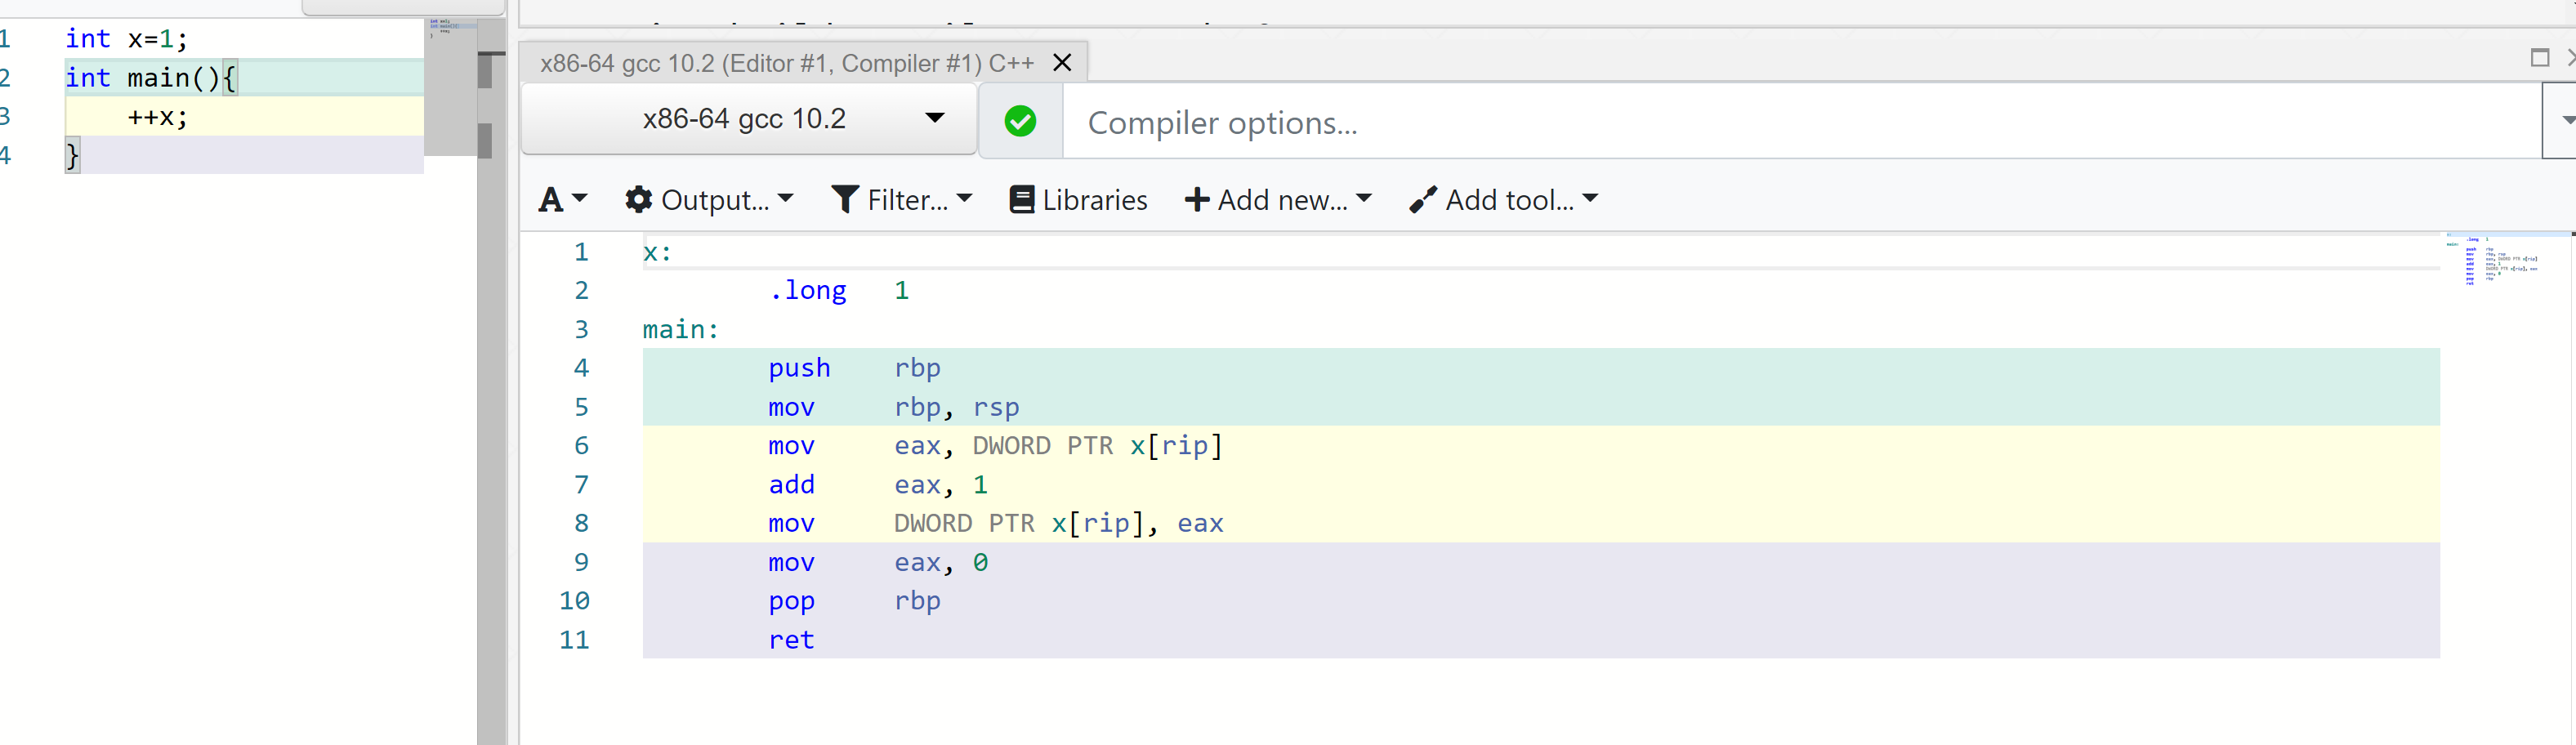 1 int x=1;
2 int main(){
3 ++x;
4 }
x86-64 gcc 10.2 (Editor #1, Compiler #1) C++
x86-64 gcc 10.2
Compiler options...
A Output... Filter... Libraries Add new... Add tool...
1 x:
2 .long 1
3 main:
4 push rbp
5 mov rbp, rsp
6 mov eax, DWORD PTR x[rip]
7 add eax, 1
8 mov DWORD PTR x[rip], eax
9 mov eax, 0
10 pop rbp
11 ret